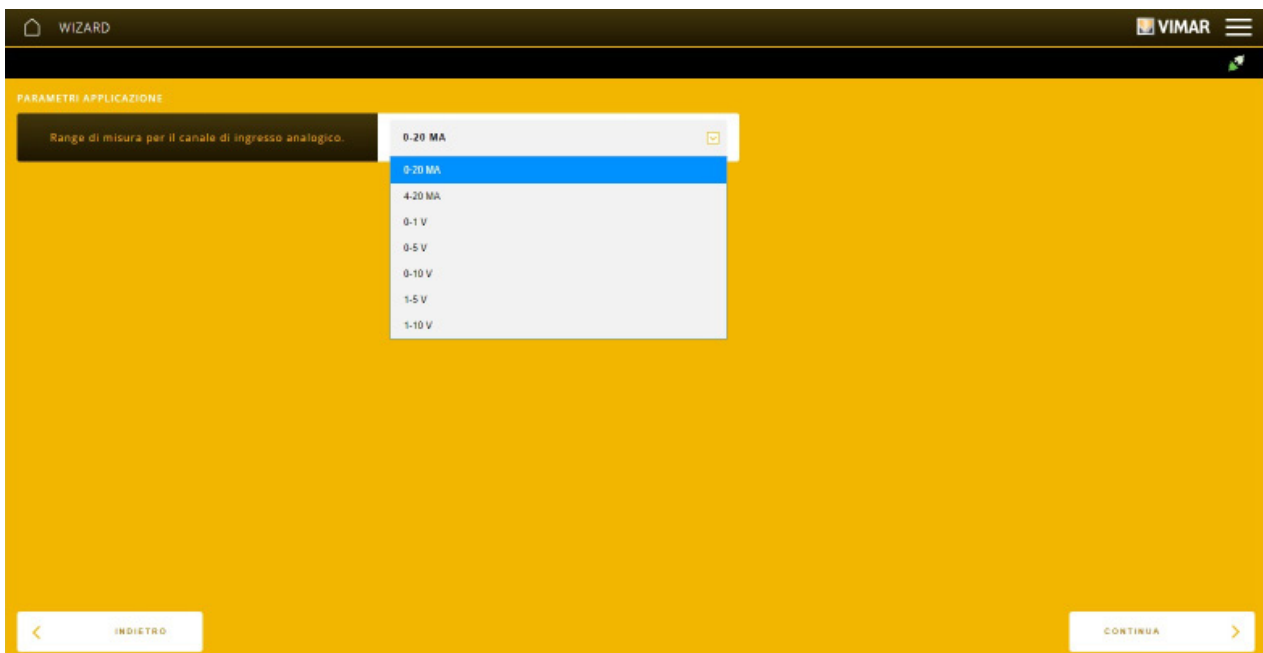 WIZARD
VIMAR
PARAMETRI APPLICAZIONE
Range di misura per il canale di ingresso analogico.
0-20 MA
0-20 MA
4-20 MA
0-1 V
0-5 V
0-10 V
1-5 V
1-10 V
INDIETRO
CONTINUA